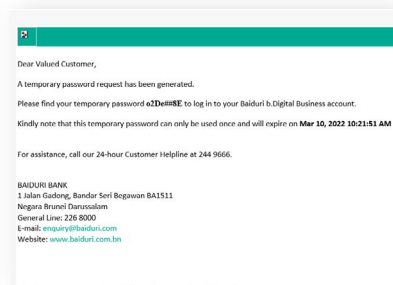 Dear Valued Customer,
A temporary password request has been generated.
Please find your temporary password o2De##8E to log in to your Baiduri b.Digital Business account.
Kindly note that this temporary password can only be used once and will expire on Mar 10, 2022 10:21:51 AM
For assistance, call our 24-hour Customer Helpline at 244 9666.
BAIDURI BANK
1 Jalan Gadong, Bandar Seri Begawan BA1511
Negara Brunei Darussalam
General Line: 226 8000
E-mail: enquiry@baiduri.com
Website: www.baiduri.com.bn